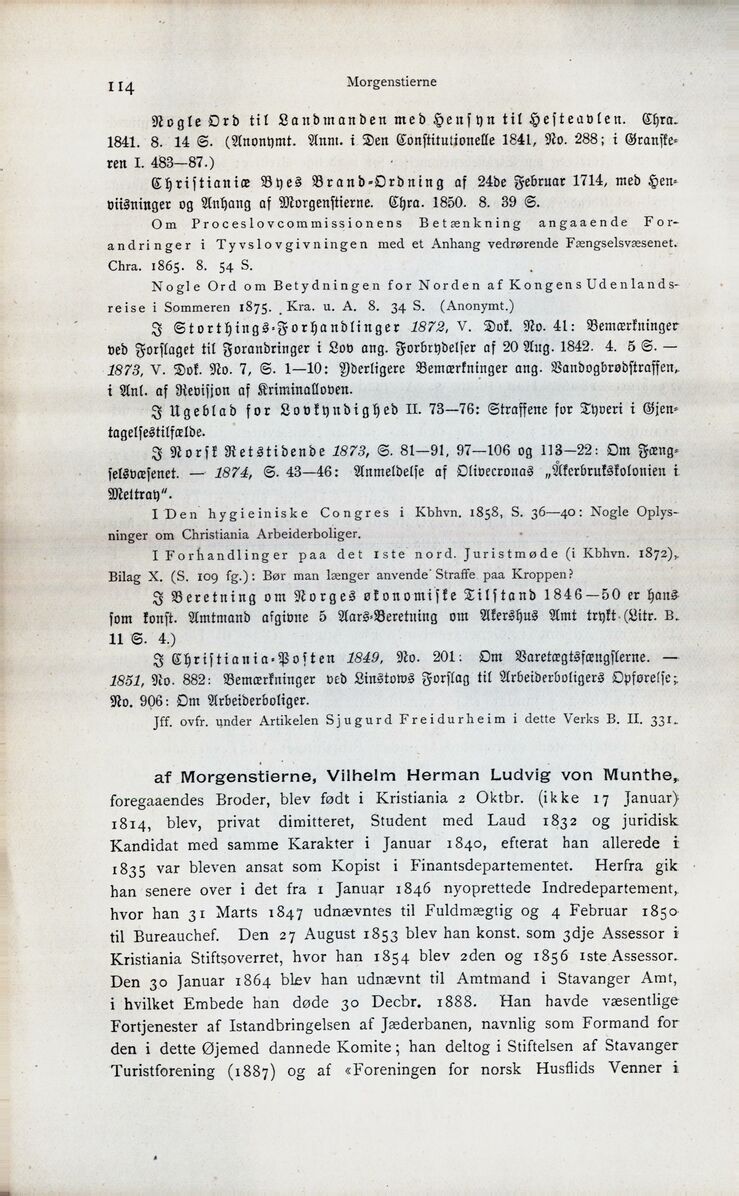 114
Morgenstierne
Nogle Ord til Landmanden med Hensyn til Hesteavlen. Chra.
1841. 8. 14 S. (Anonymt. Anm. i Den Constitutionelle 1841, No. 288; i Granske-
ren I. 483—87.)
Christianiæ Byes Brand-Ordning af 24de Februar 1714, med Hen-
viisninger og Anhang af Morgenstierne. Chra. 1850. 8. 39 S.
Om Proceslovcommissionens Betænkning angaaende For-
andringer i Tyvslovgivningen med et Anhang vedrørende Fængselsvæsenet.
Chra. 1865. 8. 54 S.
Nogle Ord om Betydningen for Norden af Kongens Udenlands-
reise i Sommeren 1875. Kra. u. A. 8. 34 S. (Anonymt.)
I Storthings-Forhandlinger 1872, V. Dok. No. 41: Bemærkninger
ved Forslaget til Forandringer i Lov ang. Forbrydelser af 20 Aug. 1842. 4. 5 S. —
1873, V. Dok. No. 7, S. 1—10: Yderligere Bemærkninger ang. Vandogbrødstraffen,
i Anl. af Revisjon af Kriminalloven.
I Ugeblad for Lovkyndighed II. 73—76: Straffene for Tyveri i Gjen-
tagelsestilfælde.
I Norsk Retstidende 1873, S. 81—91, 97—106 og 113—22: Om Fæng-
selsvæsenet. — 1874, S. 43—46: Anmeldelse af Olivecronas „Åkerbrukskolonien i
Mettray“.
I Den hygieiniske Congres i Kbhvn. 1858, S. 36—40: Nogle Oplys-
ninger om Christiania Arbeiderboliger.
I Forhandlinger paa det 1ste nord. Juristmøde (i Kbhvn. 1872),
Bilag X. (S. 109 fg.): Bør man længer anvende Straffe paa Kroppen?
I Beretning om Norges økonomiske Tilstand 1846—50 er hans
som konst. Amtmand afgivne 5 Aars-Beretning om Akershus Amt trykt. (Litr. B.
11 S. 4.)
I Christiania-Posten 1849, No. 201: Om Varetægtsfængslerne. —
1851, No. 882: Bemærkninger ved Linstows Forslag til Arbeiderboligers Opførelse;
No. 906: Om Arbeiderboliger.
Jff. ovfr. under Artikelen Sjugurd Freidurheim i dette Verks B. II. 331.
af Morgenstierne, Vilhelm Herman Ludvig von Munthe,
foregaaendes Broder, blev født i Kristiania 2 Oktbr. (ikke 17 Januar)
1814, blev, privat dimitteret, Student med Laud 1832 og juridisk
Kandidat med samme Karakter i Januar 1840, efterat han allerede i
1835 var bleven ansat som Kopist i Finantsdepartementet. Herfra gik
han senere over i det fra 1 Januar 1846 nyoprettede Indredepartement,
hvor han 31 Marts 1847 udnævntes til Fuldmægtig og 4 Februar 1850
til Bureauchef. Den 27 August 1853 blev han konst. som 3dje Assessor i
Kristiania Stiftsoverret, hvor han 1854 blev 2den og 1856 1ste Assessor.
Den 30 Januar 1864 blev han udnævnt til Amtmand i Stavanger Amt,
i hvilket Embede han døde 30 Decbr. 1888. Han havde væsentlige
Fortjenester af Istandbringelsen af Jæderbanen, navnlig som Formand for
den i dette Øjemed dannede Komite; han deltog i Stiftelsen af Stavanger
Turistforening (1887) og af «Foreningen for norsk Husflids Venner i